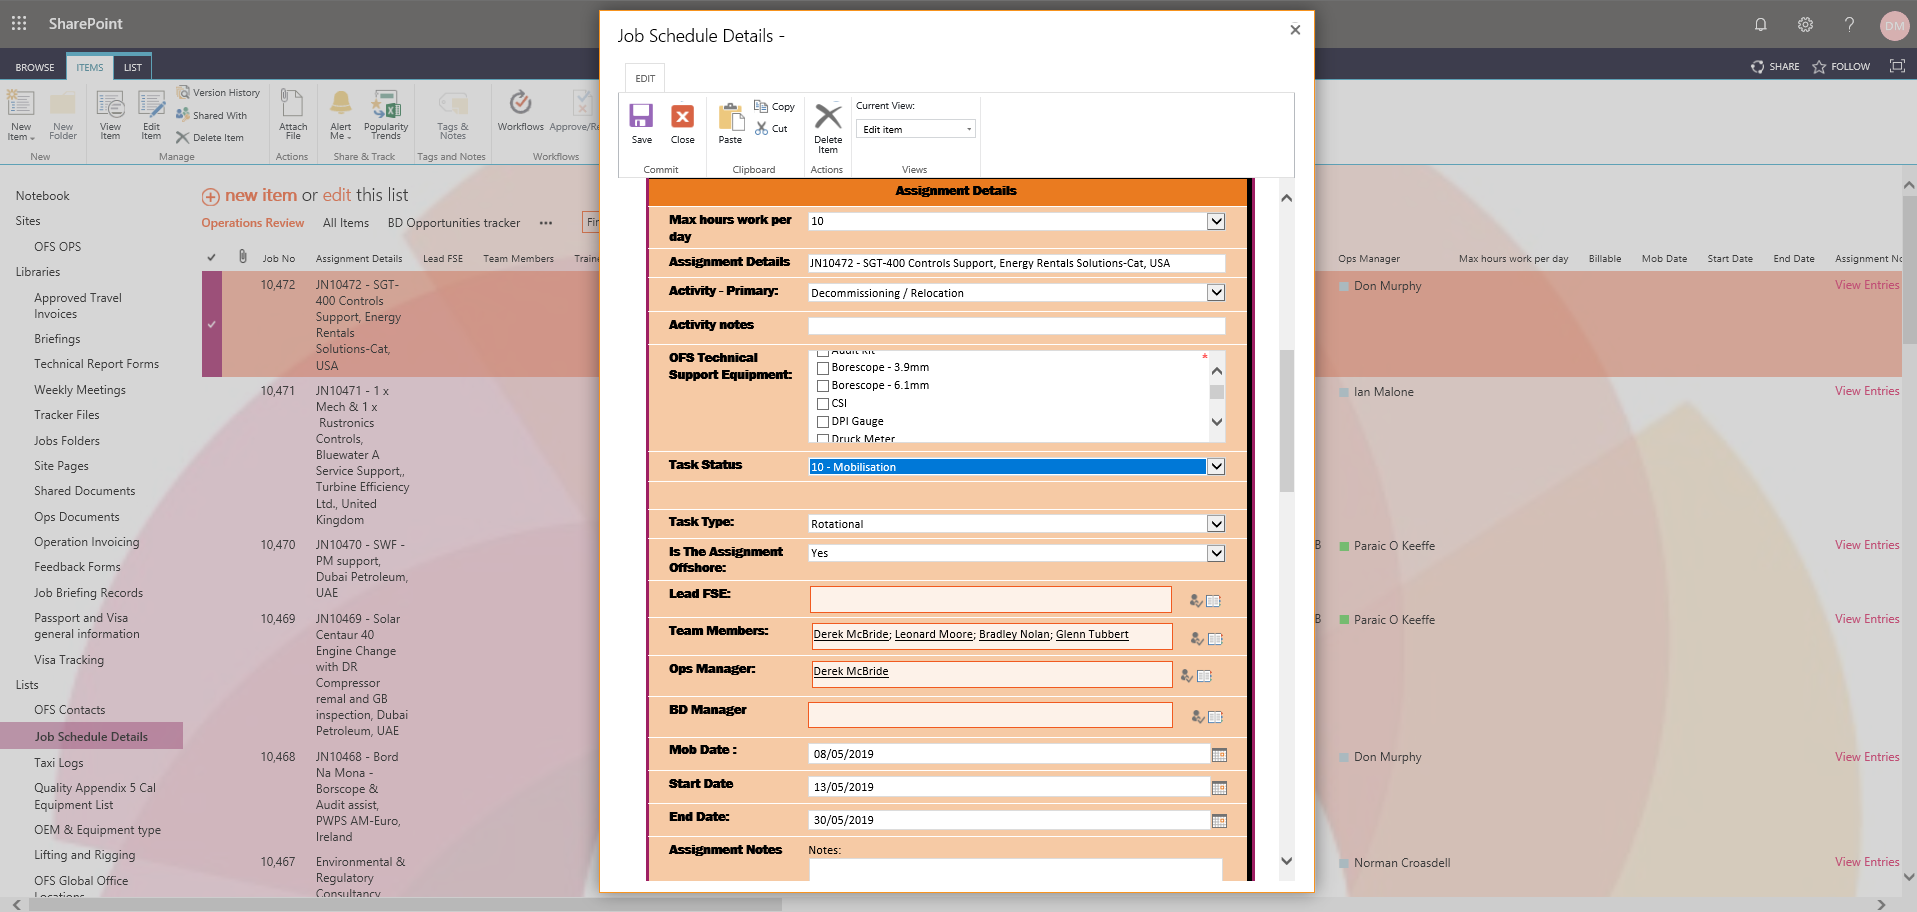 SharePoint
DM
BROWSE
ITEMS
LIST
SHARE
FOLLOW
New Item
New Folder
New
View Item
Edit Item
Version History
Shared With
Delete Item
Manage
Attach File
Actions
Alert Me
Popularity Trends
Share & Track
Tags & Notes
Tags and Notes
Workflows
Approve/Re
Workflows
Notebook
Sites
OFS OPS
Libraries
Approved Travel
Invoices
Briefings
Technical Report Forms
Weekly Meetings
Tracker Files
Jobs Folders
Site Pages
Shared Documents
Ops Documents
Operation Invoicing
Feedback Forms
Job Briefing Records
Passport and Visa
general information
Visa Tracking
Lists
OFS Contacts
Job Schedule Details
Taxi Logs
Quality Appendix 5 Cal
Equipment List
OEM & Equipment type
Lifting and Rigging
OFS Global Office
Locations
new item or edit this list
Operations Review
All Items
BD Opportunities tracker
•••
Fir
Job No
Assignment Details
Lead FSE
Team Members
Traine
10,472
JN10472 - SGT-
400 Controls
Support, Energy
Rentals
Solutions-Cat,
USA
10,471
JN10471 - 1 x
Mech & 1 x
Rustronics
Controls,
Bluewater A
Service Support,,
Turbine Efficiency
Ltd., United
Kingdom
10,470
JN10470 - SWF -
PM support,
Dubai Petroleum,
UAE
10,469
JN10469 - Solar
Centaur 40
Engine Change
with DR
Compressor
remal and GB
inspection, Dubai
Petroleum, UAE
10,468
JN10468 - Bord
Na Mona -
Borscope &
Audit assist,
PWPS AM-Euro,
Ireland
10,467
Environmental &
Regulatory
Consultancy
Job Schedule Details -
EDIT
Save
Close
Commit
Paste
Copy
Cut
Clipboard
Delete Item
Actions
Current View:
Edit item
Views
Assignment Details
Max hours work per
day
10
Assignment Details
JN10472 - SGT-400 Controls Support, Energy Rentals Solutions-Cat, USA
Activity - Primary:
Decommissioning / Relocation
Activity notes
OFS Technical
Support Equipment:
*
Audit Kit
Borescope - 3.9mm
Borescope - 6.1mm
CSI
DPI Gauge
Druck Meter
Task Status
10 - Mobilisation
Task Type:
Rotational
Is The Assignment
Offshore:
Yes
Lead FSE:
Team Members:
Derek McBride; Leonard Moore; Bradley Nolan; Glenn Tubbert
Ops Manager:
Derek McBride
BD Manager
Mob Date :
08/05/2019
Start Date
13/05/2019
End Date:
30/05/2019
Assignment Notes
Notes:
Ops Manager
Max hours work per day
Billable
Mob Date
Start Date
End Date
Assignment No
Don Murphy
View Entries
Ian Malone
View Entries
B
Paraic O Keeffe
View Entries
B
Paraic O Keeffe
View Entries
Don Murphy
View Entries
Norman Croasdell
View Entries